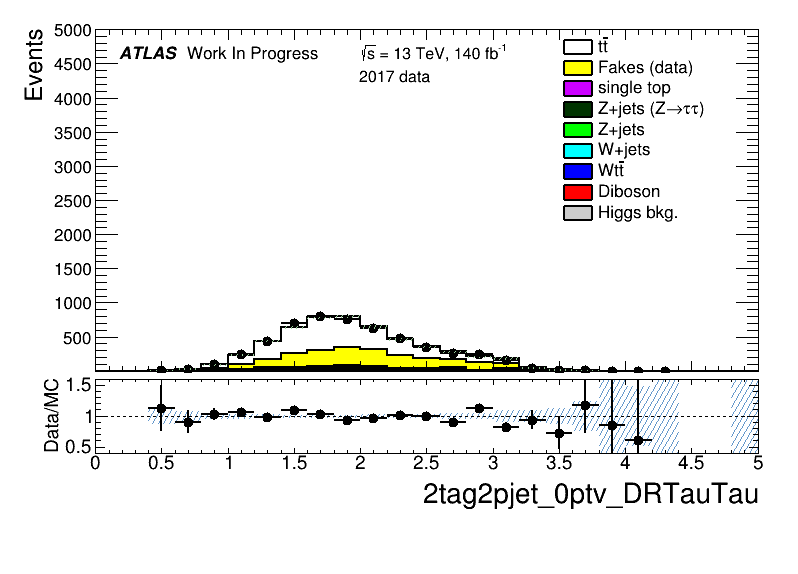 Events
5000
4500
4000
3500
3000
2500
2000
1500
1000
500
ATLAS Work In Progress
√s = 13 TeV, 140 fb⁻¹
2017 data
tt̄
Fakes (data)
single top
Z+jets (Z→ττ)
Z+jets
W+jets
Wtt̄
Diboson
Higgs bkg.
Data/MC
1.5
1
0.5
0 0.5 1 1.5 2 2.5 3 3.5 4 4.5 5
2tag2pjet_0ptv_DRTauTau